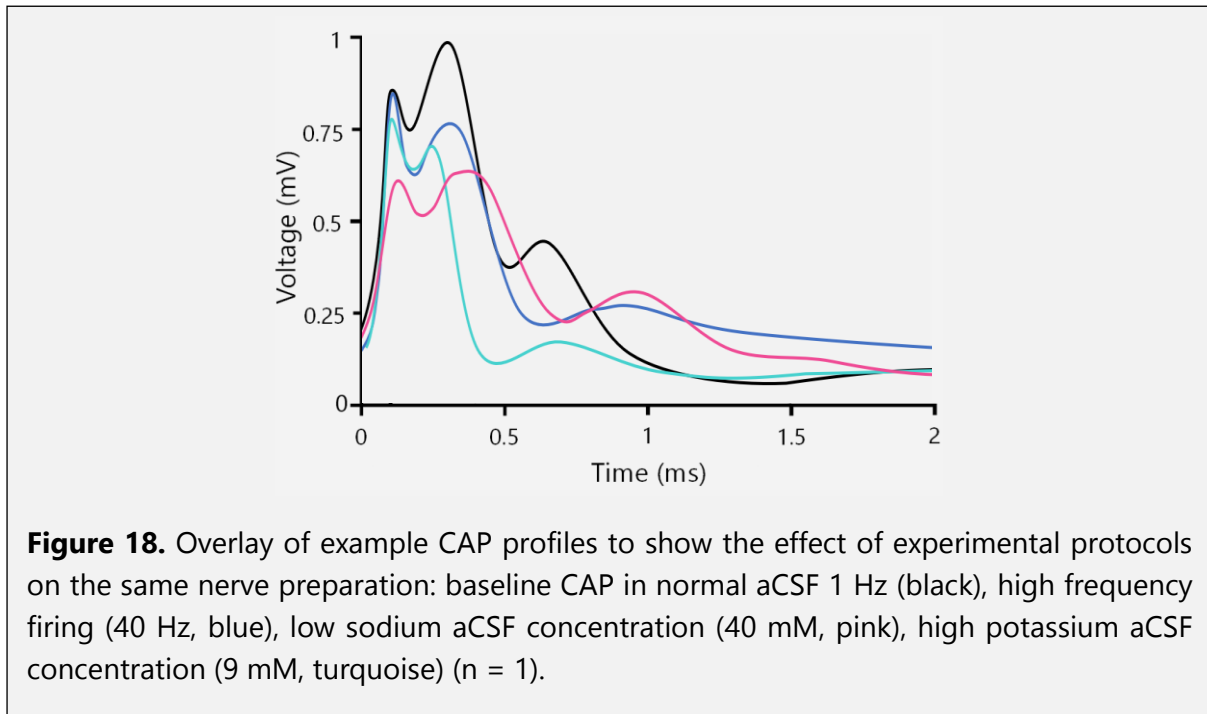 1
0.75
0.5
0.25
0
Voltage (mV)
0
0.5
1
1.5
2
Time (ms)
Figure 18. Overlay of example CAP profiles to show the effect of experimental protocols
on the same nerve preparation: baseline CAP in normal aCSF 1 Hz (black), high frequency
firing (40 Hz, blue), low sodium aCSF concentration (40 mM, pink), high potassium aCSF
concentration (9 mM, turquoise) (n = 1).